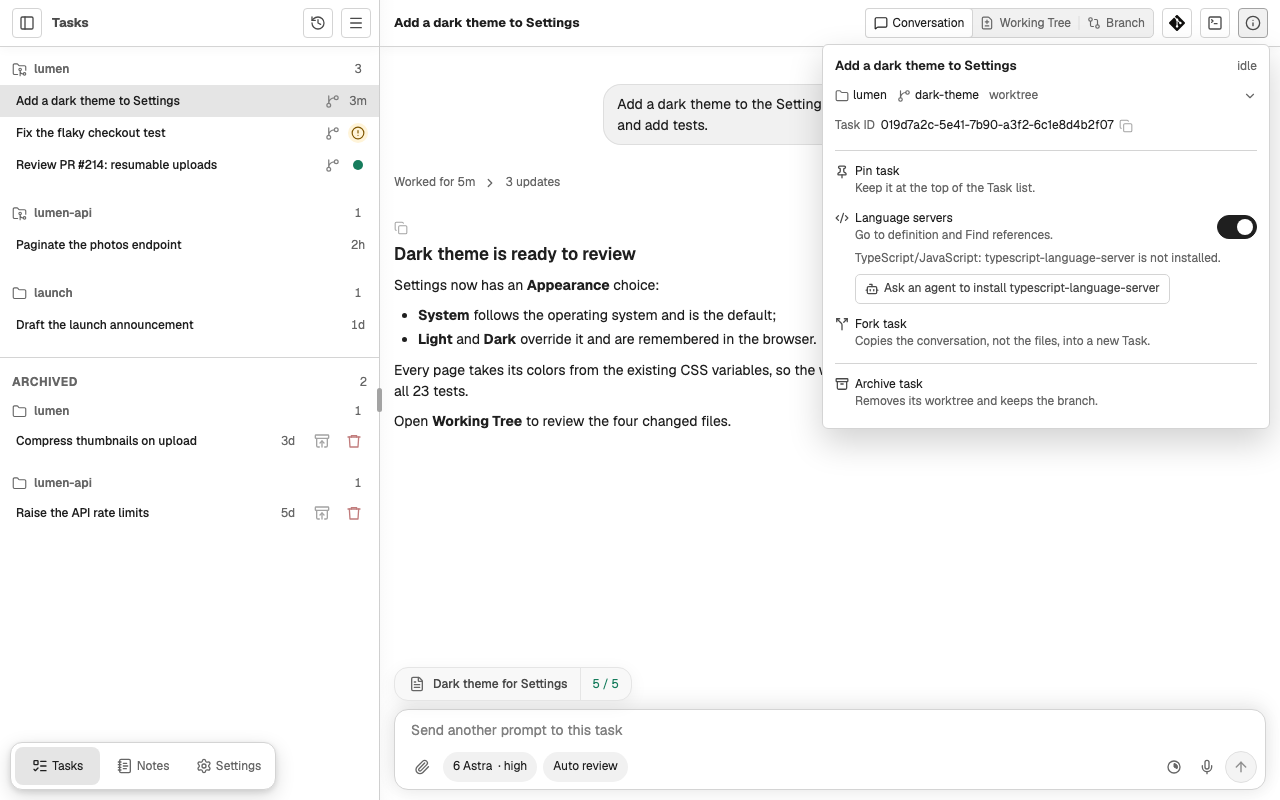 Tasks
lumen 3
Add a dark theme to Settings 3m
Fix the flaky checkout test
Review PR #214: resumable uploads
lumen-api 1
Paginate the photos endpoint 2h
launch 1
Draft the launch announcement 1d
ARCHIVED 2
lumen 1
Compress thumbnails on upload 3d
lumen-api 1
Raise the API rate limits 5d
Tasks Notes Settings
Add a dark theme to Settings
Conversation Working Tree Branch
Add a dark theme to the
and add tests.
Worked for 5m 3 updates
Dark theme is ready to review
Settings now has an Appearance choice:
• System follows the operating system and is the default;
• Light and Dark override it and are remembered in the browser.
Every page takes its colors from the existing CSS variables, so the
all 23 tests.
Open Working Tree to review the four changed files.
Add a dark theme to Settings idle
lumen dark-theme worktree
Task ID 019d7a2c-5e41-7b90-a3f2-6c1e8d4b2f07
Pin task
Keep it at the top of the Task list.
Language servers
Go to definition and Find references.
TypeScript/JavaScript: typescript-language-server is not installed.
Ask an agent to install typescript-language-server
Fork task
Copies the conversation, not the files, into a new Task.
Archive task
Removes its worktree and keeps the branch.
Dark theme for Settings 5 / 5
Send another prompt to this task
6 Astra · high Auto review